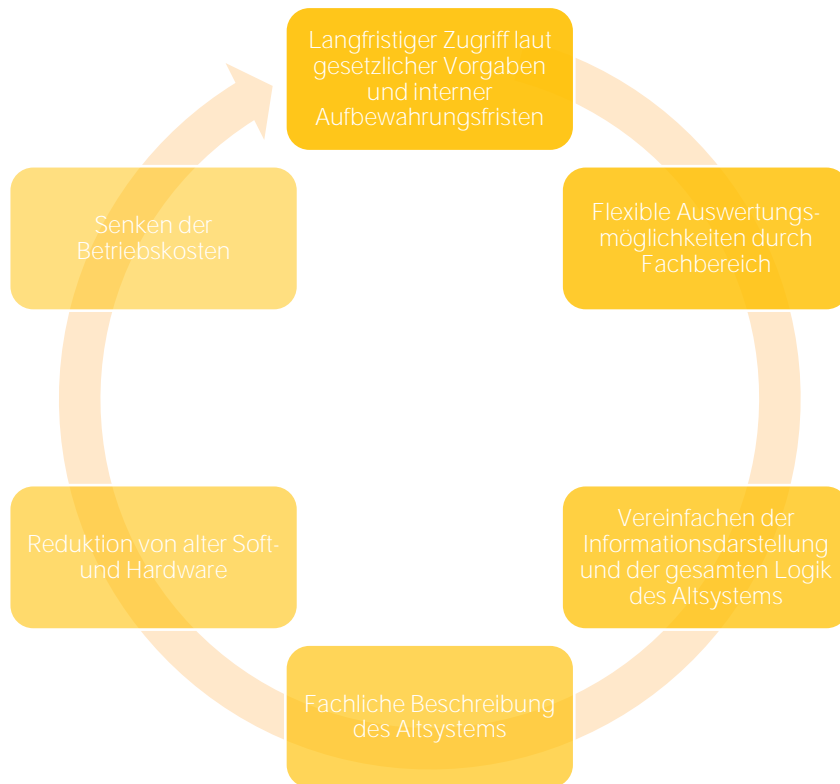 Langfristiger Zugriff laut
gesetzlicher Vorgaben
und interner
Aufbewahrungsfristen
Flexible Auswertungs-
möglichkeiten durch
Fachbereich
Vereinfachen der
Informationsdarstellung
und der gesamten Logik
des Altsystems
Fachliche Beschreibung
des Altsystems
Reduktion von alter Soft-
und Hardware
Senken der
Betriebskosten